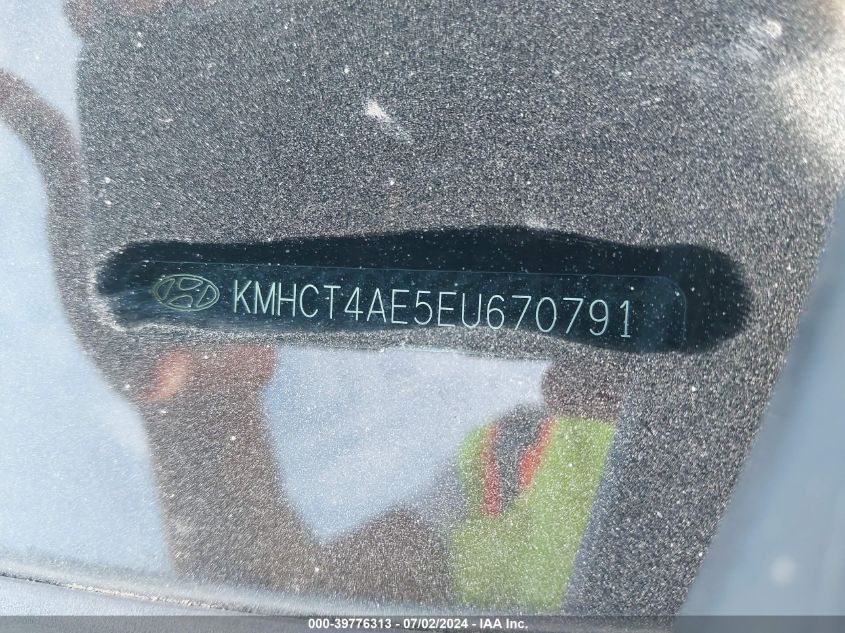 KMHCT4AE5EU670791
000-39776313 - 07/02/2024 - IAA Inc.